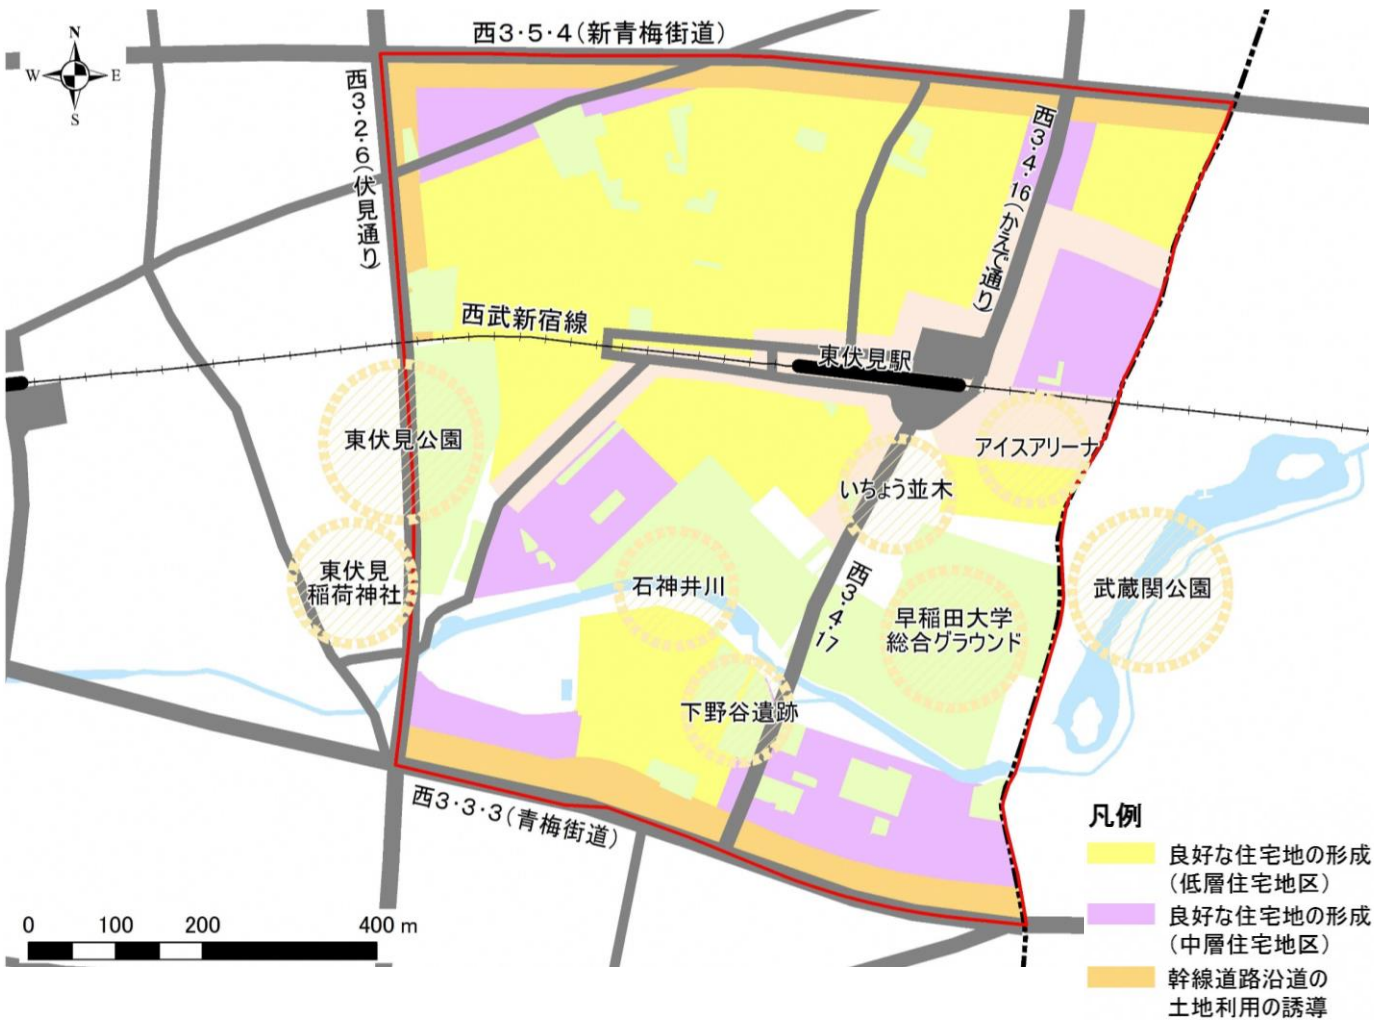 西3・5・4(新青梅街道)
N
W
E
S
西3・2・6(伏見通り)
西3・4・16(かえで通り)
西武新宿線
東伏見駅
東伏見公園
アイスアリーナ
いちょう並木
東伏見
稲荷神社
石神井川
武蔵関公園
早稲田大学
総合グラウンド
西3・4・17
下野谷遺跡
西3・3・3(青梅街道)
凡例
良好な住宅地の形成
(低層住宅地区)
良好な住宅地の形成
(中層住宅地区)
幹線道路沿道の
土地利用の誘導
0 100 200 400 m